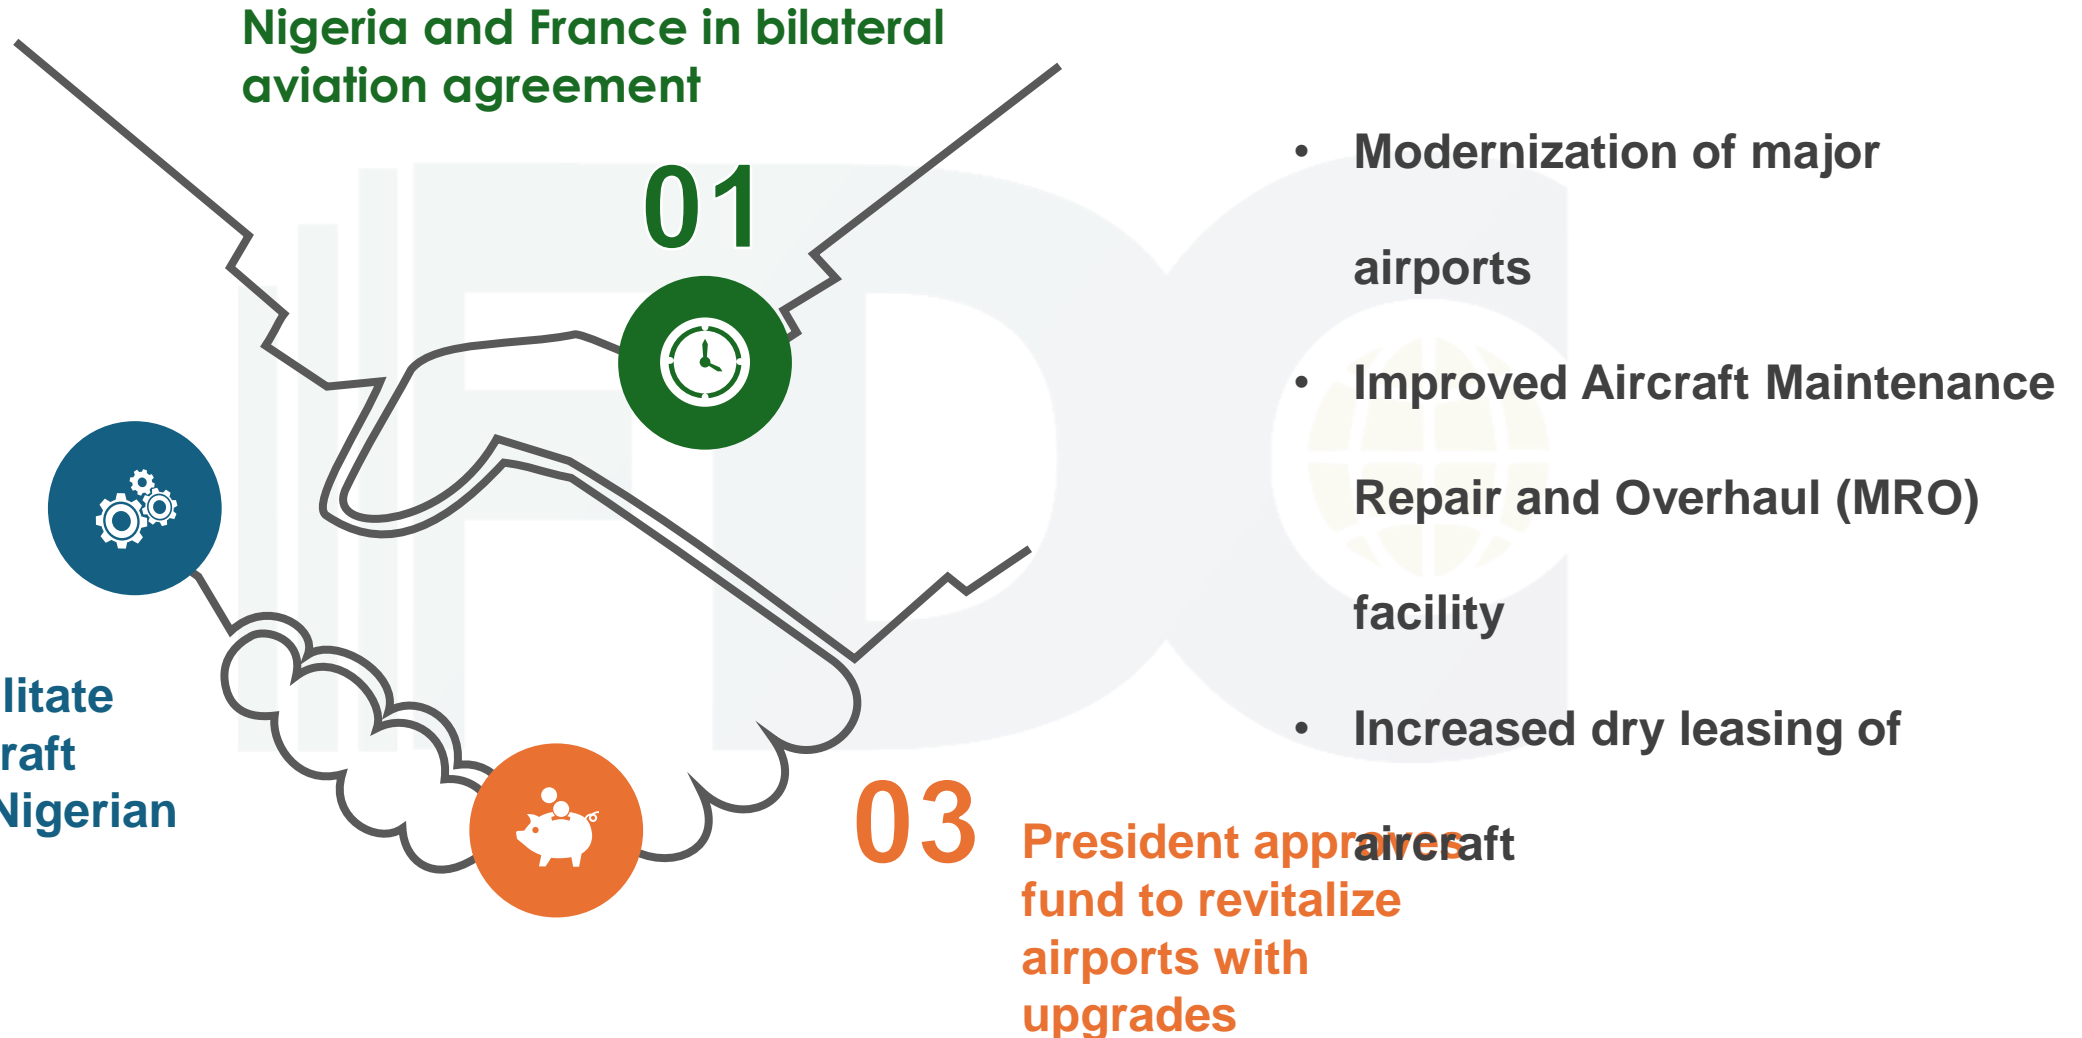 Nigeria and France in bilateral
aviation agreement
01
litate
raft
Nigerian
03
President approves
fund to revitalize
airports with
upgrades
• Modernization of major
airports
• Improved Aircraft Maintenance
Repair and Overhaul (MRO)
facility
• Increased dry leasing of
aircraft
FDC